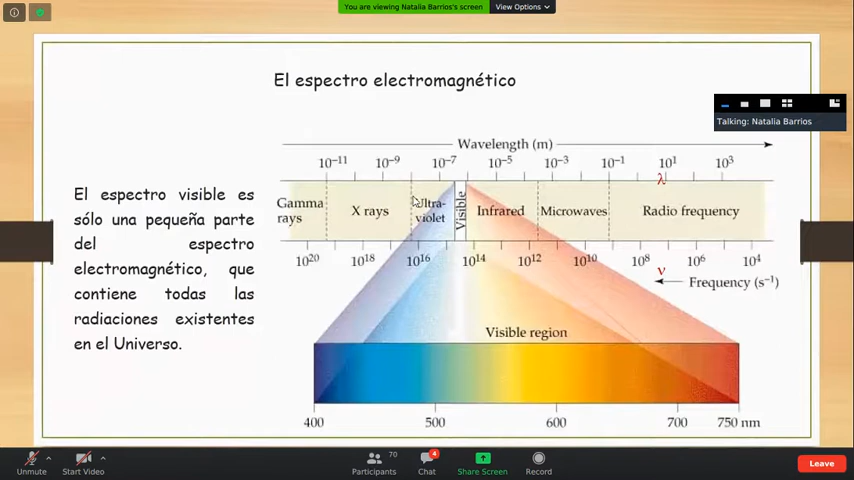 You are viewing Natalia Barrios's screen
View Options
El espectro electromagnético
Talking: Natalia Barrios
Wavelength (m)
10⁻¹¹ 10⁻⁹ 10⁻⁷ 10⁻⁵ 10⁻³ 10⁻¹ 10¹ 10³
λ
El espectro visible es
sólo una pequeña parte
del espectro
electromagnético, que
contiene todas las
radiaciones existentes
en el Universo.
Gamma
rays
X rays
Ultra-
violet
Visible
Infrared
Microwaves
Radio frequency
10²⁰ 10¹⁸ 10¹⁶ 10¹⁴ 10¹² 10¹⁰ 10⁸ 10⁶ 10⁴
ν
Frequency (s⁻¹)
Visible region
400 500 600 700 750 nm
Unmute
Start Video
Participants
70
Chat
4
Share Screen
Record
Leave